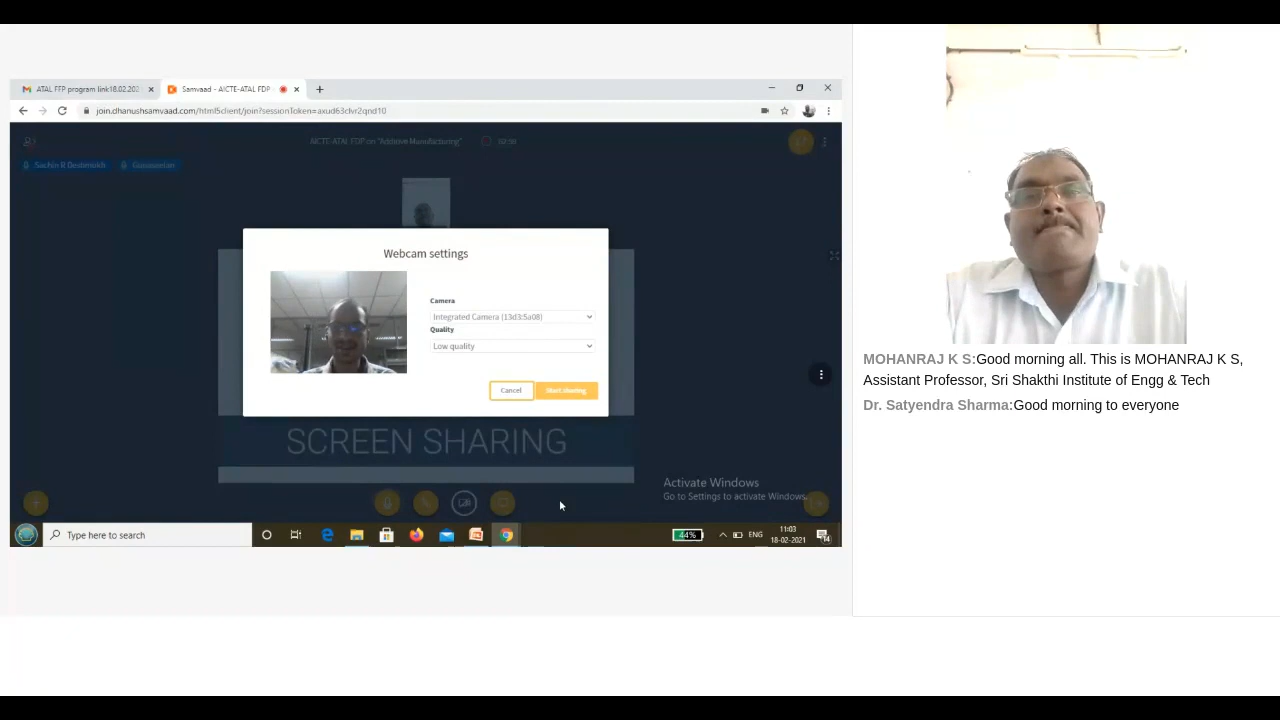 ATAL FFP program link18.02.202
Samvaad - AICTE-ATAL FDP
join.dhanushsamvaad.com/html5client/join?sessionToken=axud63clvr2qnd10
AICTE-ATAL FDP on "Additive Manufacturing"
Sachin R Deshmukh
Webcam settings
Camera
Integrated Camera (13d3:5a08)
Quality
Low quality
Cancel
Start sharing
SCREEN SHARING
Activate Windows
Go to Settings to activate Windows.
Type here to search
44%
ENG
11:03
18-02-2021
14
MOHANRAJ K S:Good morning all. This is MOHANRAJ K S,
Assistant Professor, Sri Shakthi Institute of Engg & Tech
Dr. Satyendra Sharma:Good morning to everyone